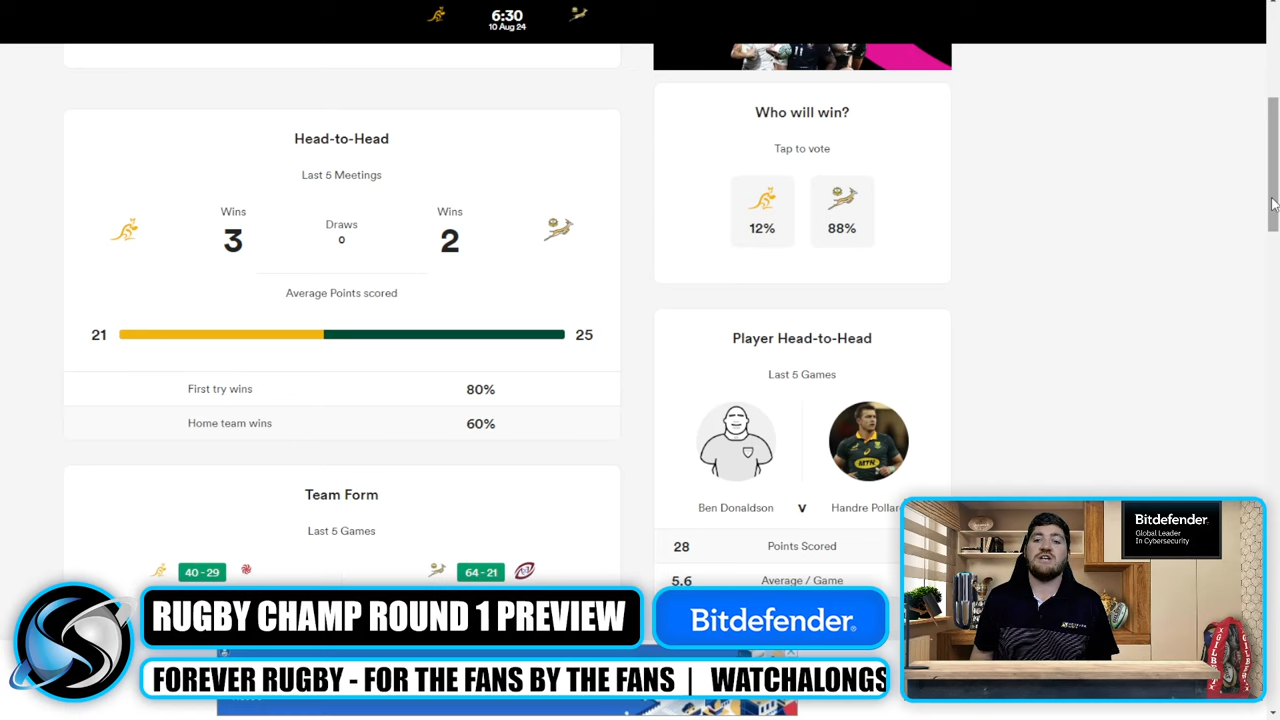 6:30
10 Aug 24
Head-to-Head
Last 5 Meetings
Wins
3
Draws
0
Wins
2
Average Points scored
21
25
First try wins
80%
Home team wins
60%
Team Form
Last 5 Games
40 - 29
64 - 21
Who will win?
Tap to vote
12%
88%
Player Head-to-Head
Last 5 Games
MTN
Ben Donaldson
V
Handre Pollar
28
Points Scored
5.6
Average / Game
Bitdefender
Global Leader
In Cybersecurity
RUGBY CHAMP ROUND 1 PREVIEW
Bitdefender
FOREVER RUGBY - FOR THE FANS BY THE FANS | WATCHALONGS